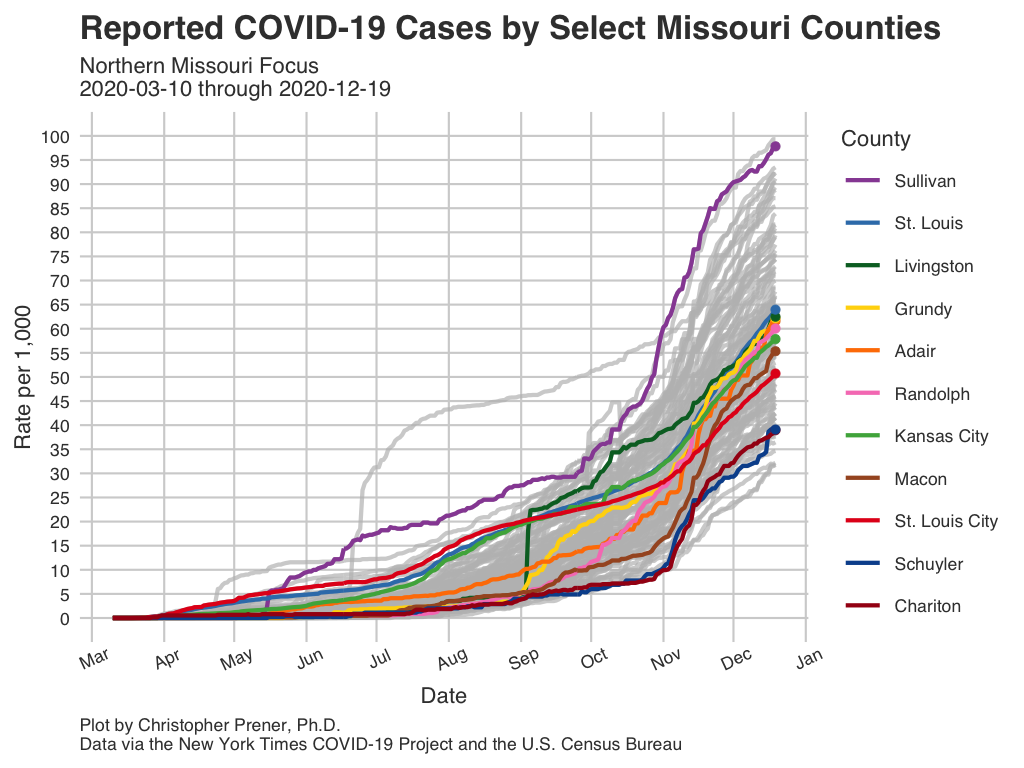 Reported COVID-19 Cases by Select Missouri Counties
Northern Missouri Focus
2020-03-10 through 2020-12-19
Rate per 1,000
100
95
90
85
80
75
70
65
60
55
50
45
40
35
30
25
20
15
10
5
0
Mar
Apr
May
Jun
Jul
Aug
Sep
Oct
Nov
Dec
Jan
Date
County
Sullivan
St. Louis
Livingston
Grundy
Adair
Randolph
Kansas City
Macon
St. Louis City
Schuyler
Chariton
Plot by Christopher Prener, Ph.D.
Data via the New York Times COVID-19 Project and the U.S. Census Bureau